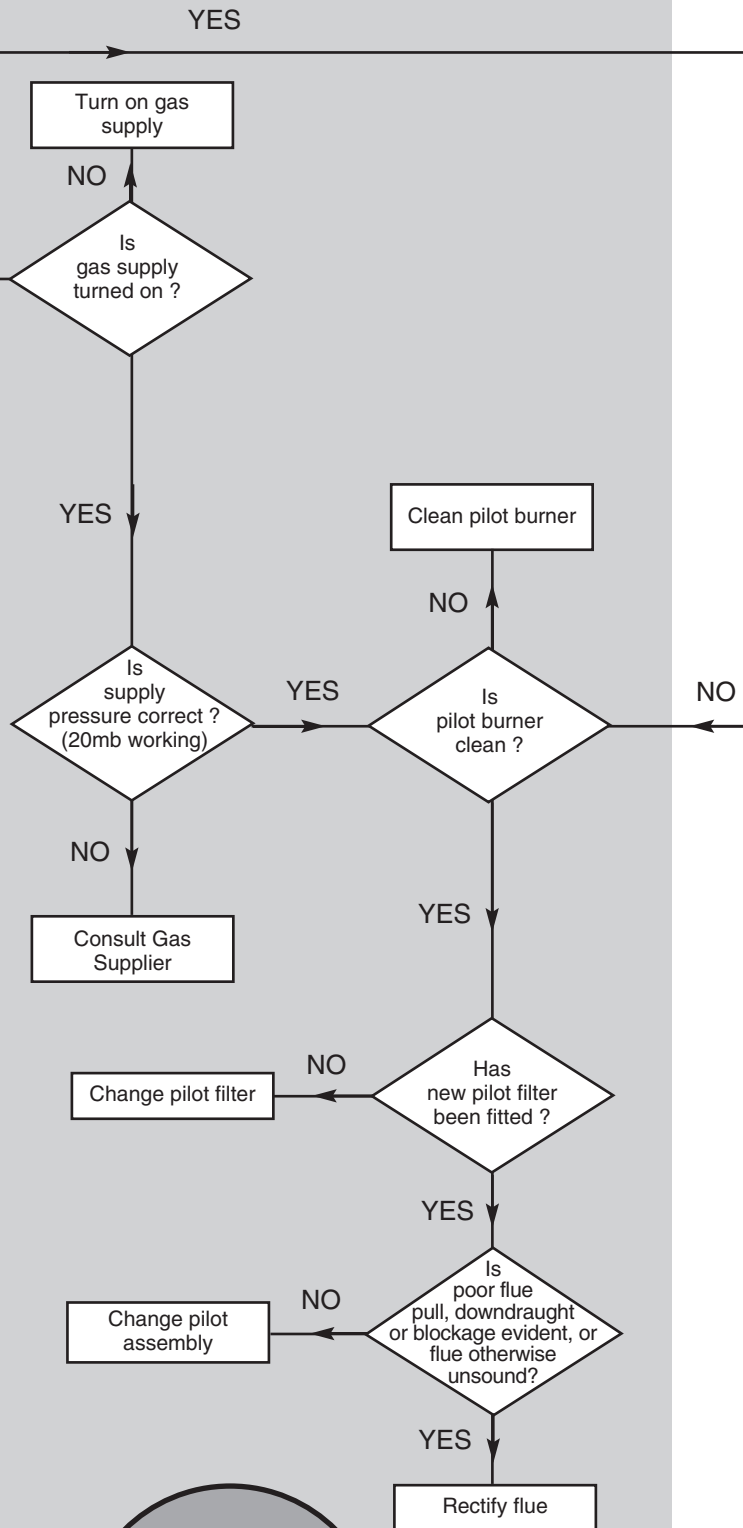 YES
Turn on gas
supply
NO
Is
gas supply
turned on ?
YES
Clean pilot burner
NO
Is
supply
pressure correct ?
(20mb working)
YES
Is
pilot burner
clean ?
NO
NO
Consult Gas
Supplier
YES
Has
new pilot filter
been fitted ?
NO
Change pilot filter
YES
Is
poor flue
pull, downdraught
or blockage evident, or
flue otherwise
unsound?
NO
Change pilot
assembly
YES
Rectify flue